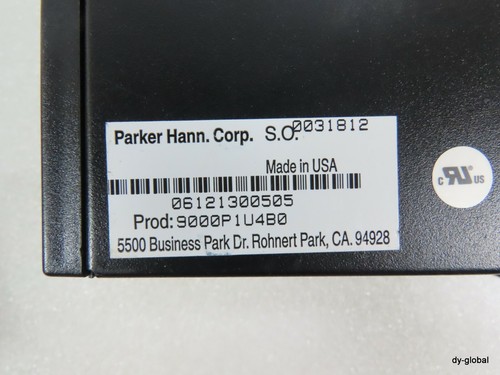 Parker Hann. Corp. S.O. 0031812
Made in USA
06121300505
Prod: 9000P1U4B0
5500 Business Park Dr. Rohnert Park, CA. 94928
c RU US
dy-global